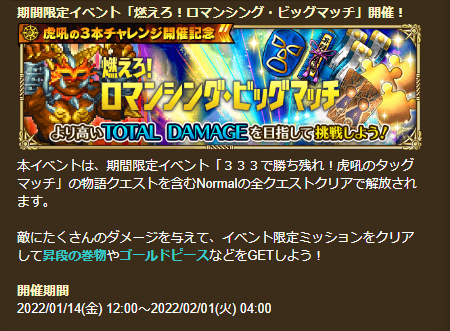 期間限定イベント「燃えろ！ロマンシング・ビッグマッチ」開催！
虎吼の3本チャレンジ開催記念
燃えろ!
ロマンシング・ビッグマッチ
より高いTOTAL DAMAGEを目指して挑戦しよう!
本イベントは、期間限定イベント「３３３で勝ち残れ！虎吼のタッグ
マッチ」の物語クエストを含むNormalの全クエストクリアで解放され
ます。
敵にたくさんのダメージを与えて、イベント限定ミッションをクリア
して昇段の巻物やゴールドピースなどをGETしよう！
開催期間
2022/01/14(金) 12:00～2022/02/01(火) 04:00